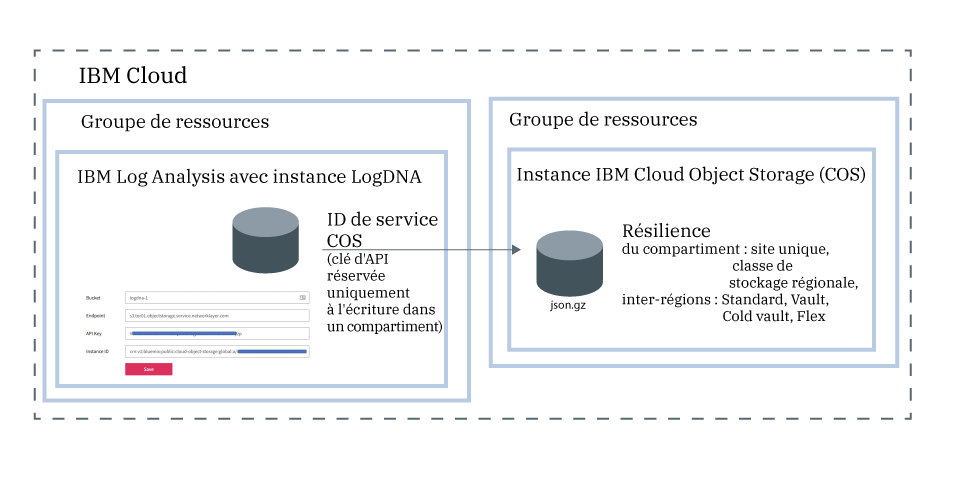 IBM Cloud
Groupe de ressources
IBM Log Analysis avec instance LogDNA
ID de service
COS
(clé d'API
réservée
uniquement
à l'écriture dans
un compartiment)
Bucket
logdna-1
Endpoint
s3.tor01.objectstorage.service.networklayer.com
API Key
Instance ID
crn:v1:bluemix:public:cloud-object-storage:global:a/
Save
Groupe de ressources
Instance IBM Cloud Object Storage (COS)
json.gz
Résilience
du compartiment : site unique,
classe de
stockage régionale,
inter-régions : Standard, Vault,
Cold vault, Flex